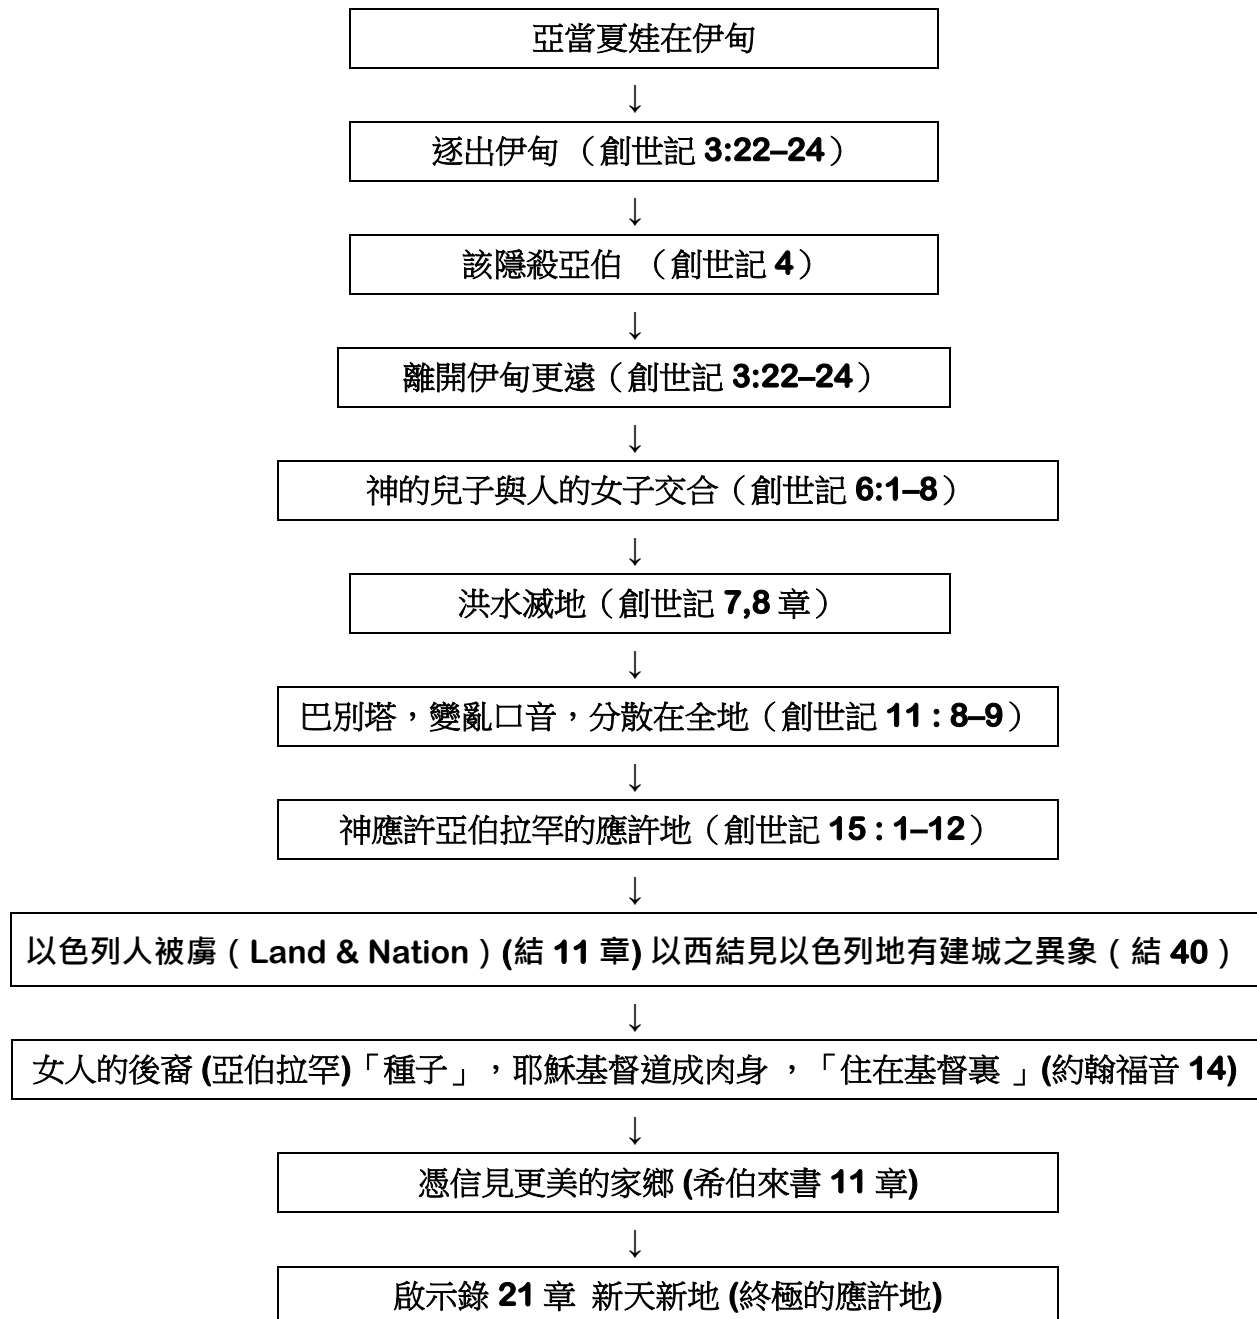 亞當夏娃在伊甸
↓
逐出伊甸 （創世記 3:22–24）
↓
該隱殺亞伯 （創世記 4）
↓
離開伊甸更遠（創世記 3:22–24）
↓
神的兒子與人的女子交合（創世記 6:1–8）
↓
洪水滅地（創世記 7,8 章）
↓
巴別塔，變亂口音，分散在全地（創世記 11 : 8–9）
↓
神應許亞伯拉罕的應許地（創世記 15 : 1–12）
↓
以色列人被虜（Land & Nation）(結 11 章) 以西結見以色列地有建城之異象（結 40）
↓
女人的後裔 (亞伯拉罕)「種子」，耶穌基督道成肉身 ，「住在基督裏 」(約翰福音 14)
↓
憑信見更美的家鄉 (希伯來書 11 章)
↓
啟示錄 21 章 新天新地 (終極的應許地)